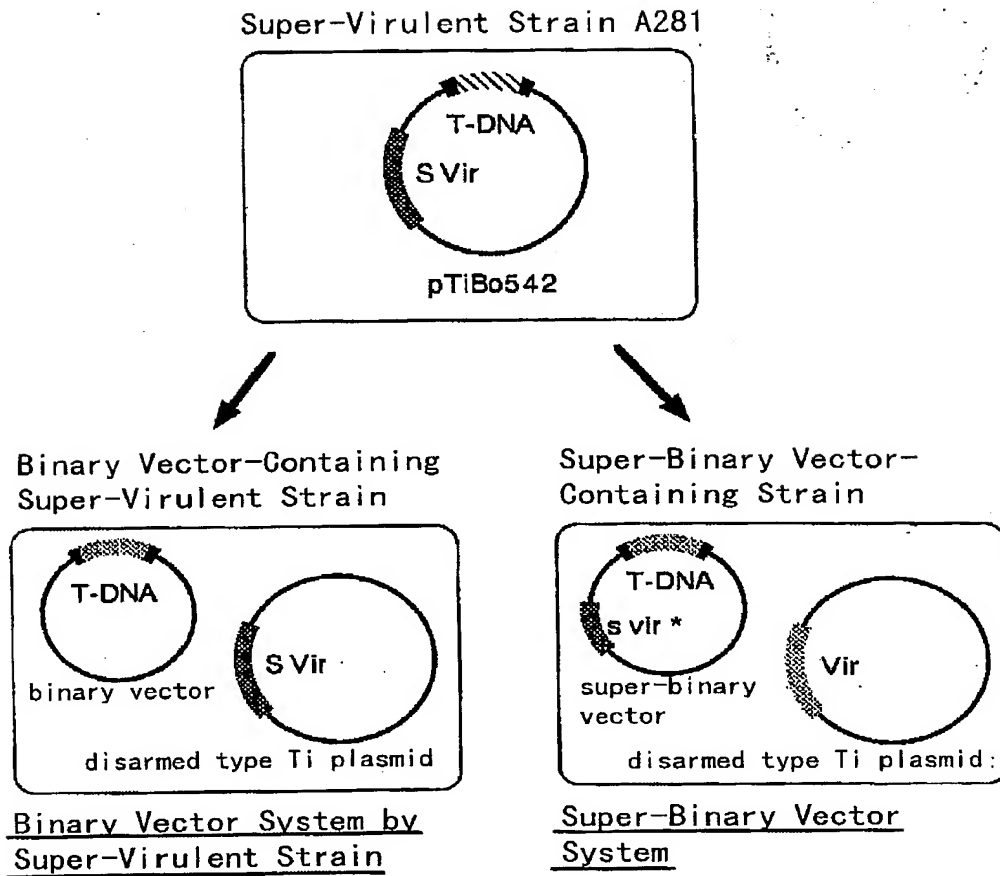 Super-Virulent Strain A281
T-DNA
S Vir
pTiBo542
Binary Vector-Containing
Super-Virulent Strain
T-DNA
binary vector
S Vir
disarmed type Ti plasmid
Binary Vector System by
Super-Virulent Strain
Super-Binary Vector-
Containing Strain
T-DNA
s vir *
super-binary
vector
Vir
disarmed type Ti plasmid:
Super-Binary Vector
System